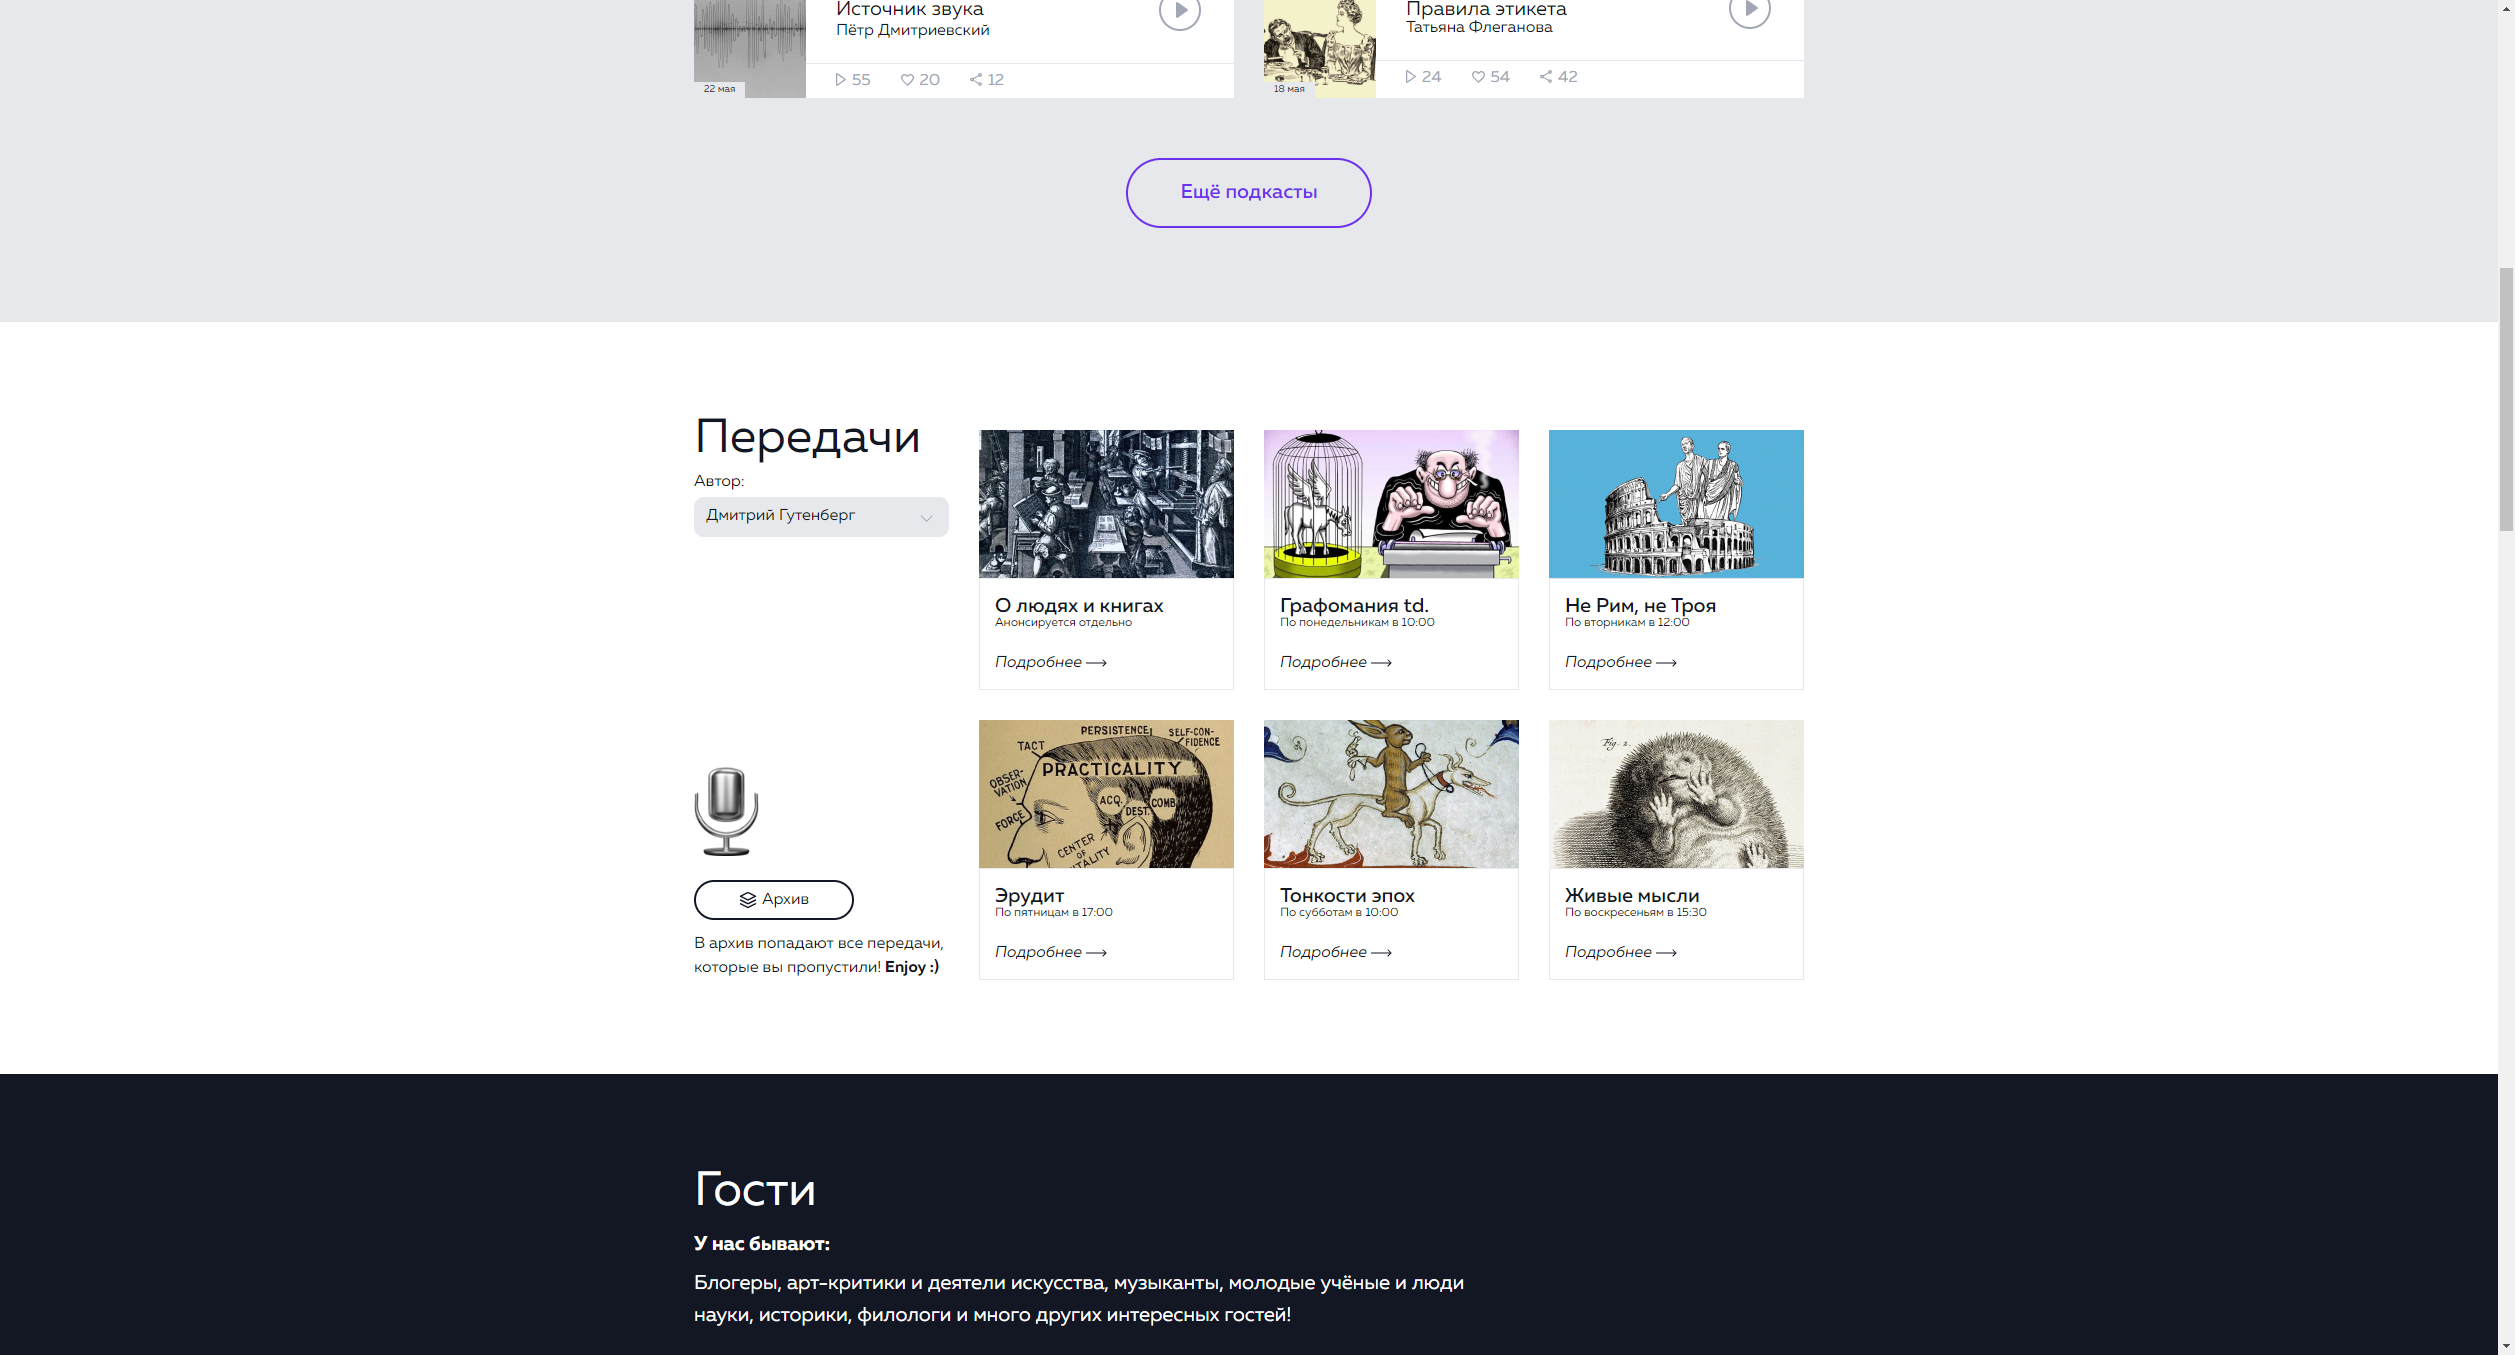 Источник звука
Пётр Дмитриевский
55 20 12
22 мая
Правила этикета
Татьяна Флеганова
24 54 42
18 мая
Ещё подкасты
Передачи
Автор:
Дмитрий Гутенберг
О людях и книгах
Анонсируется отдельно
Подробнее
Графомания td.
По понедельникам в 10:00
Подробнее
Не Рим, не Троя
По вторникам в 12:00
Подробнее
Архив
В архив попадают все передачи,
которые вы пропустили! Enjoy :)
PERSISTENCE
SELF-CON-
FIDENCE
TACT
PRACTICALITY
OBSER-
VATION
ACQ.
COMB
DEST.
FORCE
CENTER
OF
Эрудит
По пятницам в 17:00
Подробнее
Тонкости эпох
По субботам в 10:00
Подробнее
Fig. 2.
Живые мысли
По воскресеньям в 15:30
Подробнее
Гости
У нас бывают:
Блогеры, арт-критики и деятели искусства, музыканты, молодые учёные и люди
науки, историки, филологи и много других интересных гостей!